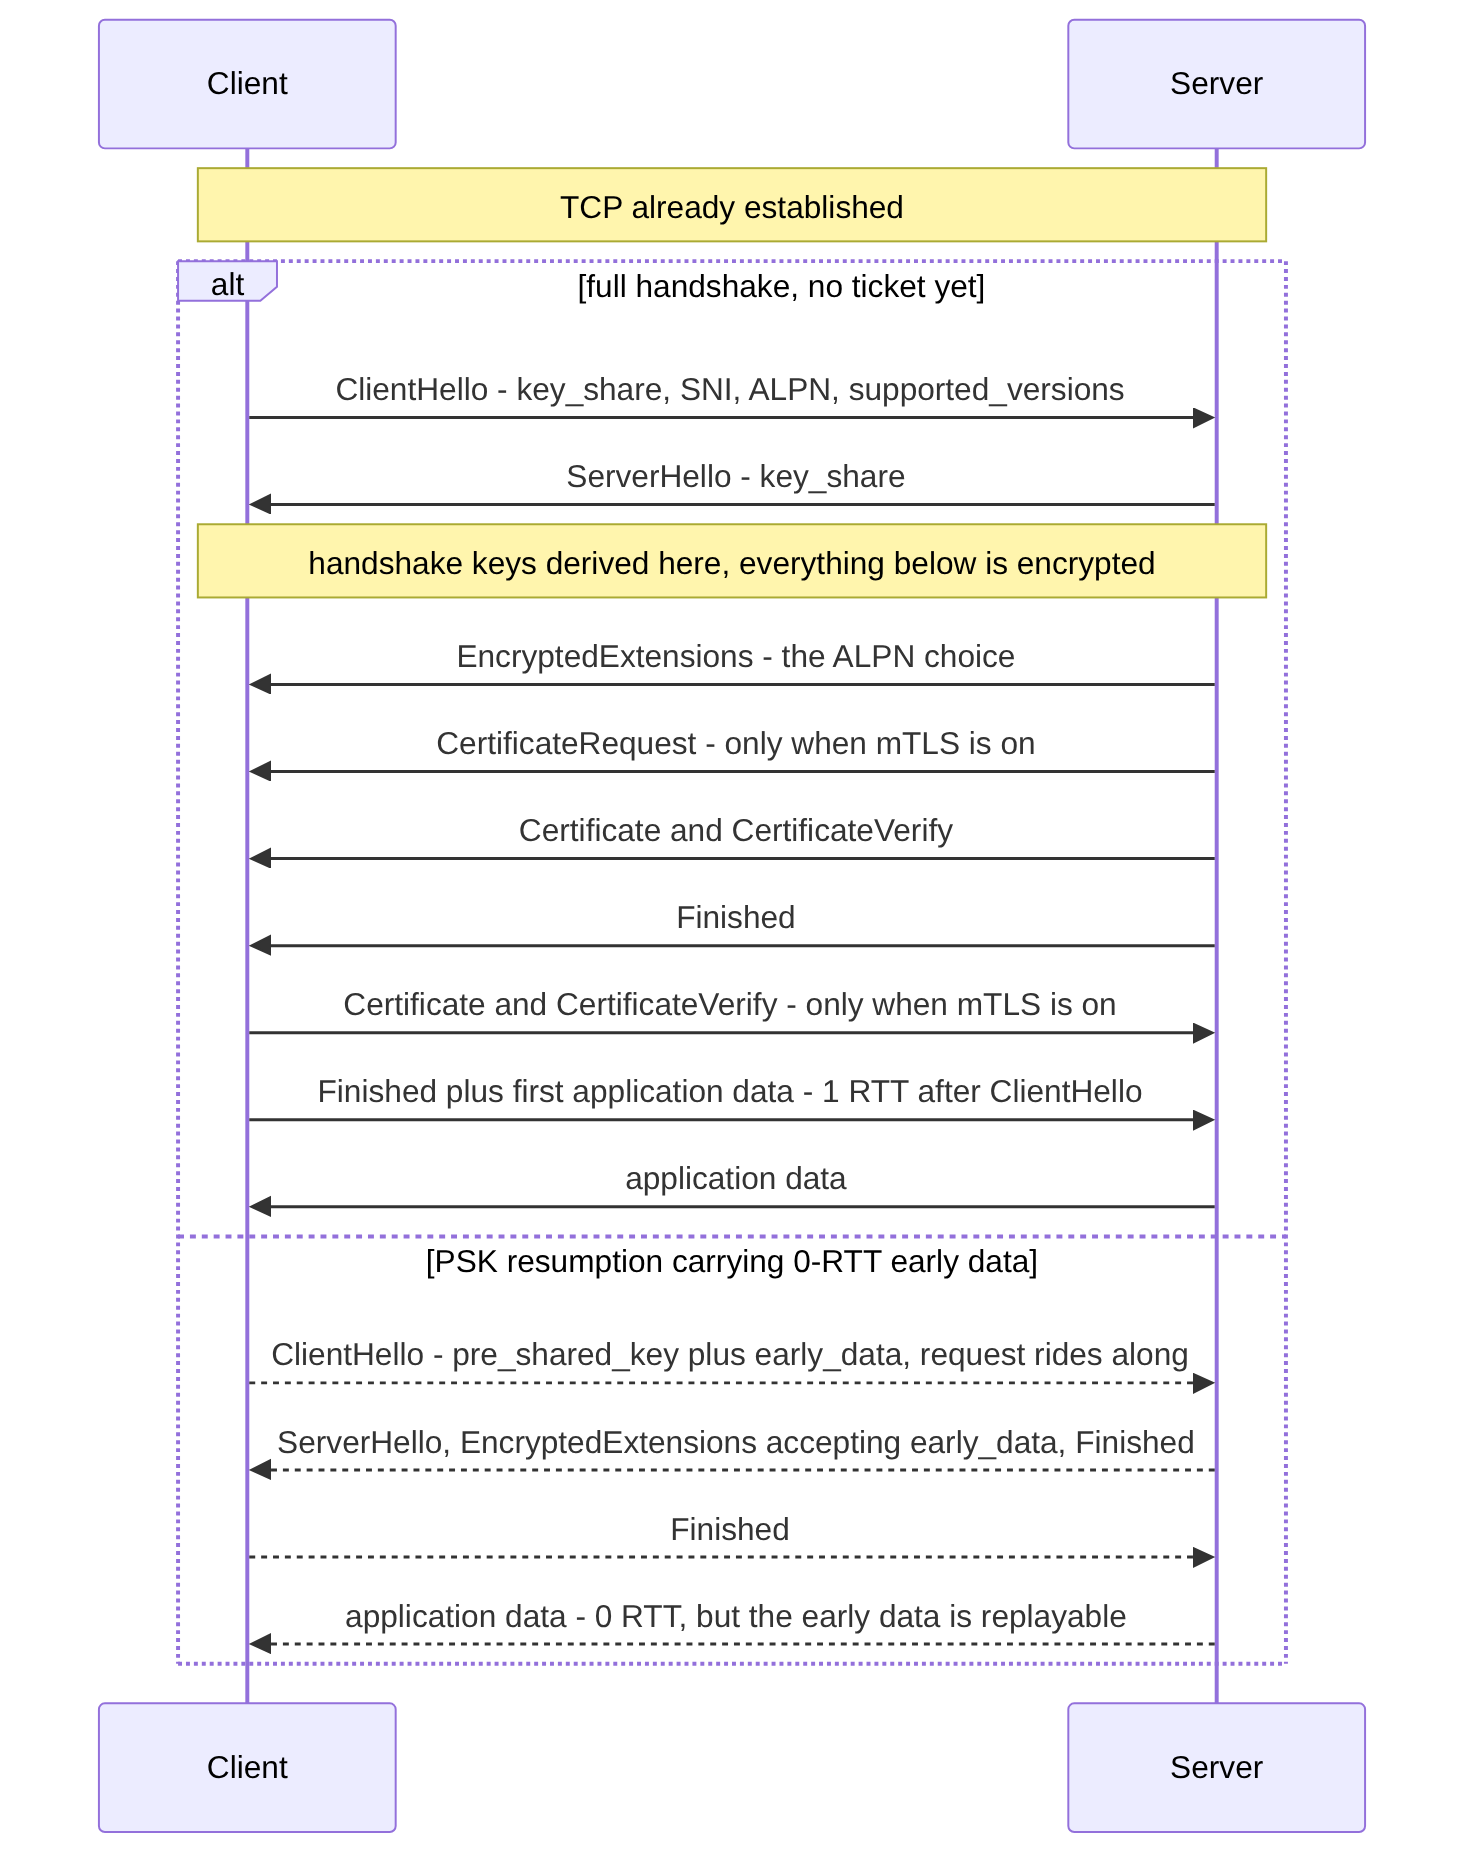 Client
Server
TCP already established
alt
[full handshake, no ticket yet]
ClientHello - key_share, SNI, ALPN, supported_versions
ServerHello - key_share
handshake keys derived here, everything below is encrypted
EncryptedExtensions - the ALPN choice
CertificateRequest - only when mTLS is on
Certificate and CertificateVerify
Finished
Certificate and CertificateVerify - only when mTLS is on
Finished plus first application data - 1 RTT after ClientHello
application data
[PSK resumption carrying 0-RTT early data]
ClientHello - pre_shared_key plus early_data, request rides along
ServerHello, EncryptedExtensions accepting early_data, Finished
Finished
application data - 0 RTT, but the early data is replayable
Client
Server